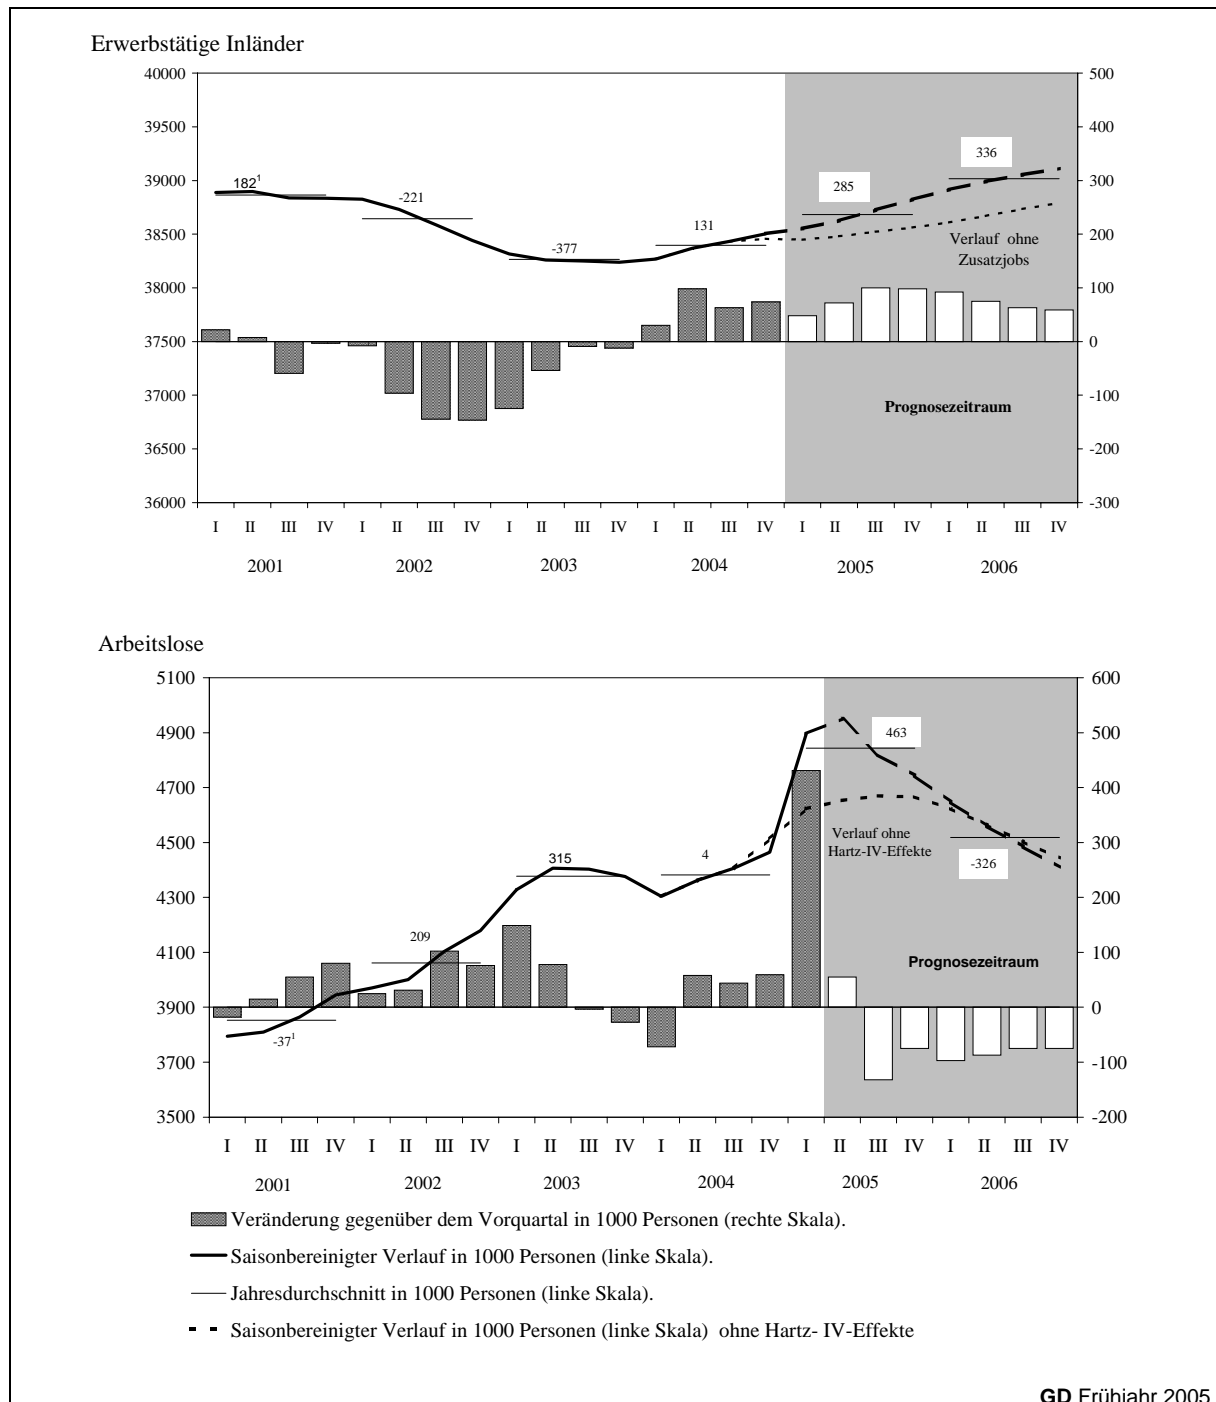 Erwerbstätige Inländer
40000 500
39500 400
39000 300
38500 200
38000 100
37500 0
37000 -100
36500 -200
36000 -300
182¹ -221 -377 131 285 336
Verlauf ohne
Zusatzjobs
Prognosezeitraum
I II III IV I II III IV I II III IV I II III IV I II III IV I II III IV
2001 2002 2003 2004 2005 2006
Arbeitslose
5100 600
4900 500
4700 400
4500 300
4300 200
4100 100
3900 0
3700 -100
3500 -200
-37¹ 209 315 4 463 -326
Verlauf ohne
Hartz-IV-Effekte
Prognosezeitraum
I II III IV I II III IV I II III IV I II III IV I II III IV I II III IV
2001 2002 2003 2004 2005 2006
Veränderung gegenüber dem Vorquartal in 1000 Personen (rechte Skala).
Saisonbereinigter Verlauf in 1000 Personen (linke Skala).
Jahresdurchschnitt in 1000 Personen (linke Skala).
Saisonbereinigter Verlauf in 1000 Personen (linke Skala) ohne Hartz- IV-Effekte
GD Frühjahr 2005